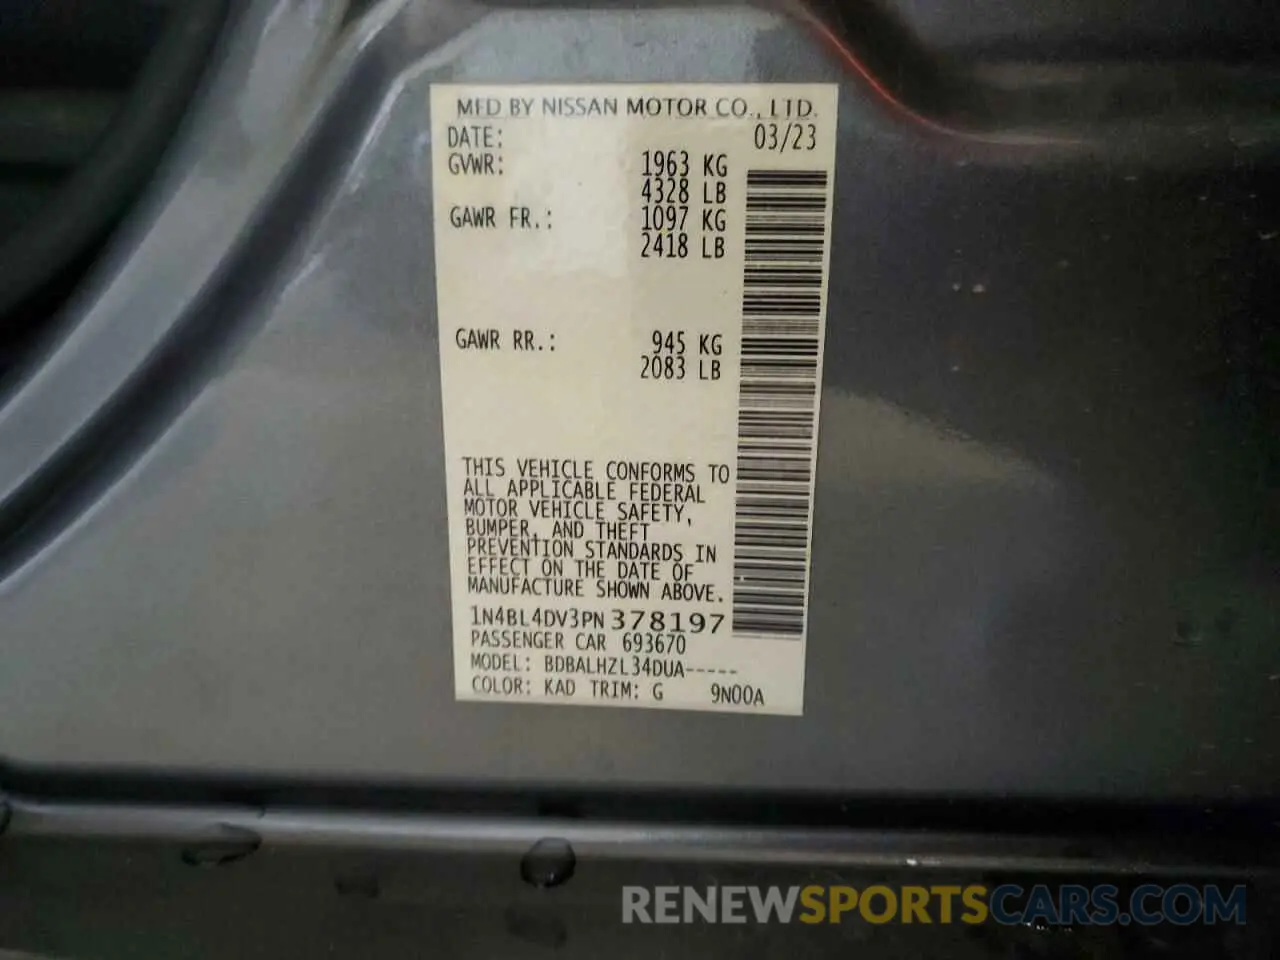 MFD BY NISSAN MOTOR CO., LTD.
DATE: 03/23
GVWR: 1963 KG
4328 LB
GAWR FR.: 1097 KG
2418 LB
GAWR RR.: 945 KG
2083 LB
THIS VEHICLE CONFORMS TO
ALL APPLICABLE FEDERAL
MOTOR VEHICLE SAFETY,
BUMPER, AND THEFT
PREVENTION STANDARDS IN
EFFECT ON THE DATE OF
MANUFACTURE SHOWN ABOVE.
1N4BL4DV3PN378197
PASSENGER CAR 693670
MODEL: BDBALHZL34DUA-----
COLOR: KAD TRIM: G 9N00A
RENEWSPORTSCARS.COM